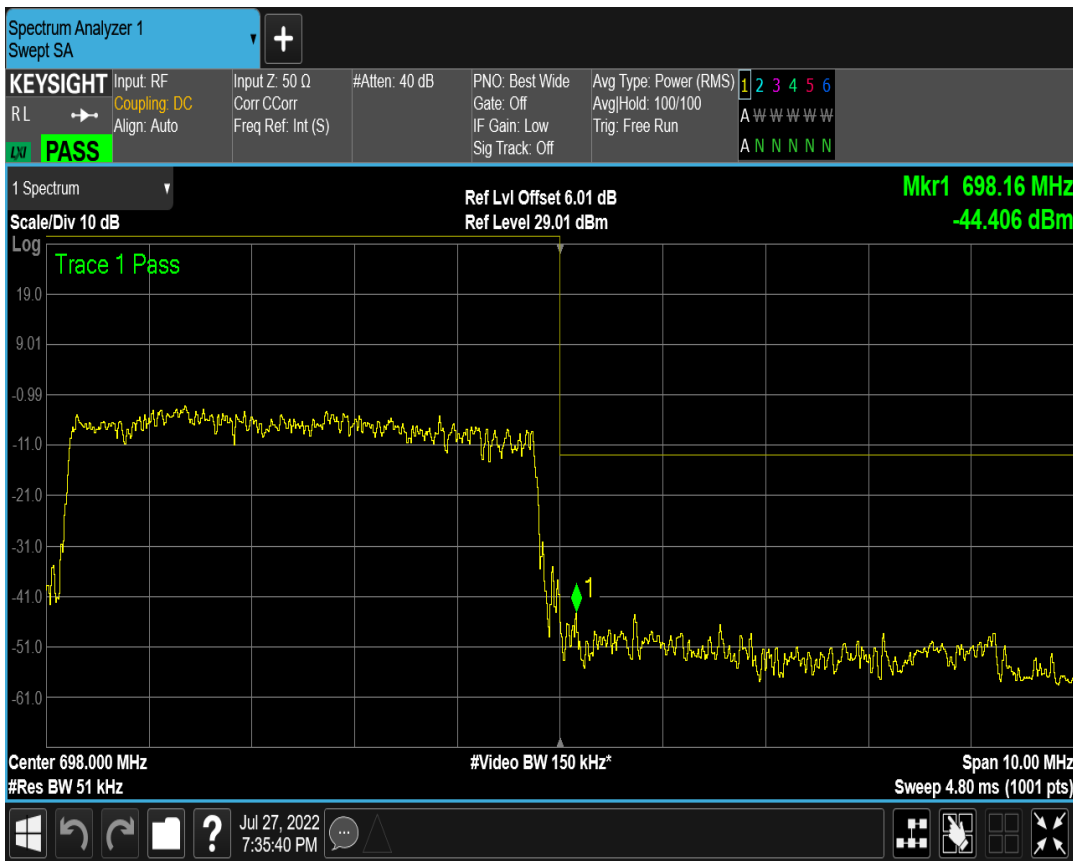 Spectrum Analyzer 1
Swept SA
+
KEYSIGHT
RL
LXI PASS
Input: RF
Coupling: DC
Align: Auto
Input Z: 50 Ω
Corr CCorr
Freq Ref: Int (S)
#Atten: 40 dB
PNO: Best Wide
Gate: Off
IF Gain: Low
Sig Track: Off
Avg Type: Power (RMS)
Avg|Hold: 100/100
Trig: Free Run
1 2 3 4 5 6
A W W W W W
A N N N N N
1 Spectrum
Scale/Div 10 dB
Ref Lvl Offset 6.01 dB
Ref Level 29.01 dBm
Mkr1 698.16 MHz
-44.406 dBm
Log
Trace 1 Pass
19.0
9.01
-0.99
-11.0
-21.0
-31.0
-41.0
1
-51.0
-61.0
Center 698.000 MHz
#Video BW 150 kHz*
Span 10.00 MHz
#Res BW 51 kHz
Sweep 4.80 ms (1001 pts)
?
Jul 27, 2022
7:35:40 PM